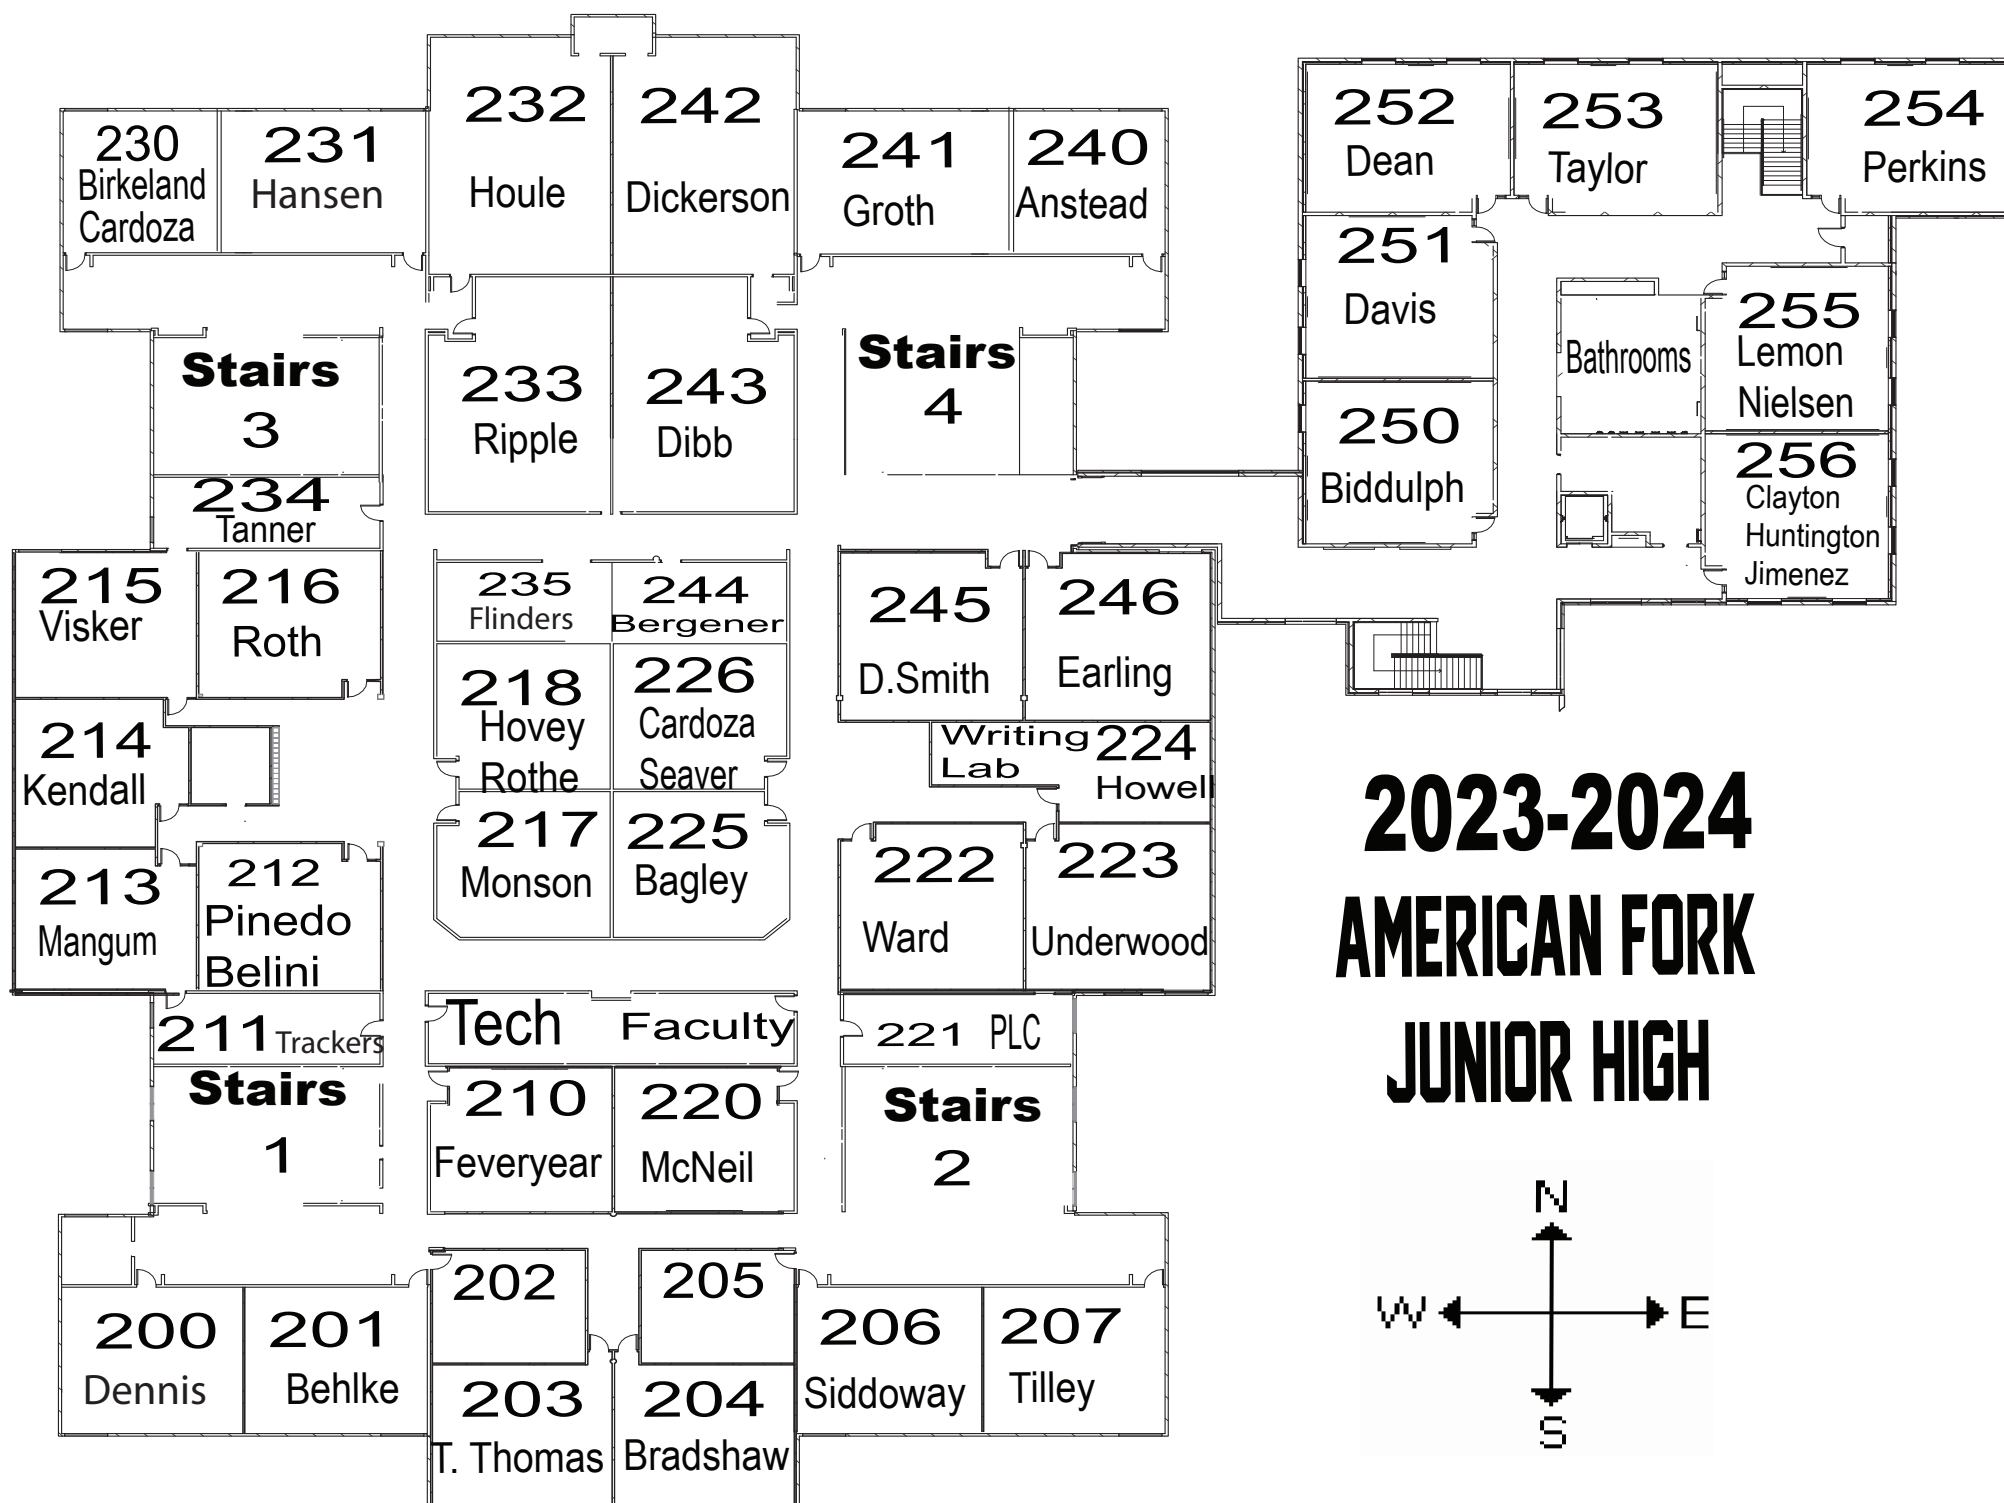 230
Birkeland
Cardoza
231
Hansen
232
Houle
242
Dickerson
241
Groth
240
Anstead
252
Dean
253
Taylor
254
Perkins
251
Davis
250
Biddulph
Bathrooms
255
Lemon
Nielsen
256
Clayton
Huntington
Jimenez
Stairs
3
233
Ripple
243
Dibb
Stairs
4
234
Tanner
215
Visker
216
Roth
235
Flinders
244
Bergener
245
D.Smith
246
Earling
214
Kendall
218
Hovey
Rothe
226
Cardoza
Seaver
Writing
Lab
224
Howell
213
Mangum
212
Pinedo
Belini
217
Monson
225
Bagley
222
Ward
223
Underwood
211 Trackers
Tech
Faculty
221 PLC
Stairs
1
210
Feveryear
220
McNeil
Stairs
2
200
Dennis
201
Behlke
202
205
203
T. Thomas
204
Bradshaw
206
Siddoway
207
Tilley
2023-2024
AMERICAN FORK
JUNIOR HIGH
N
W
E
S